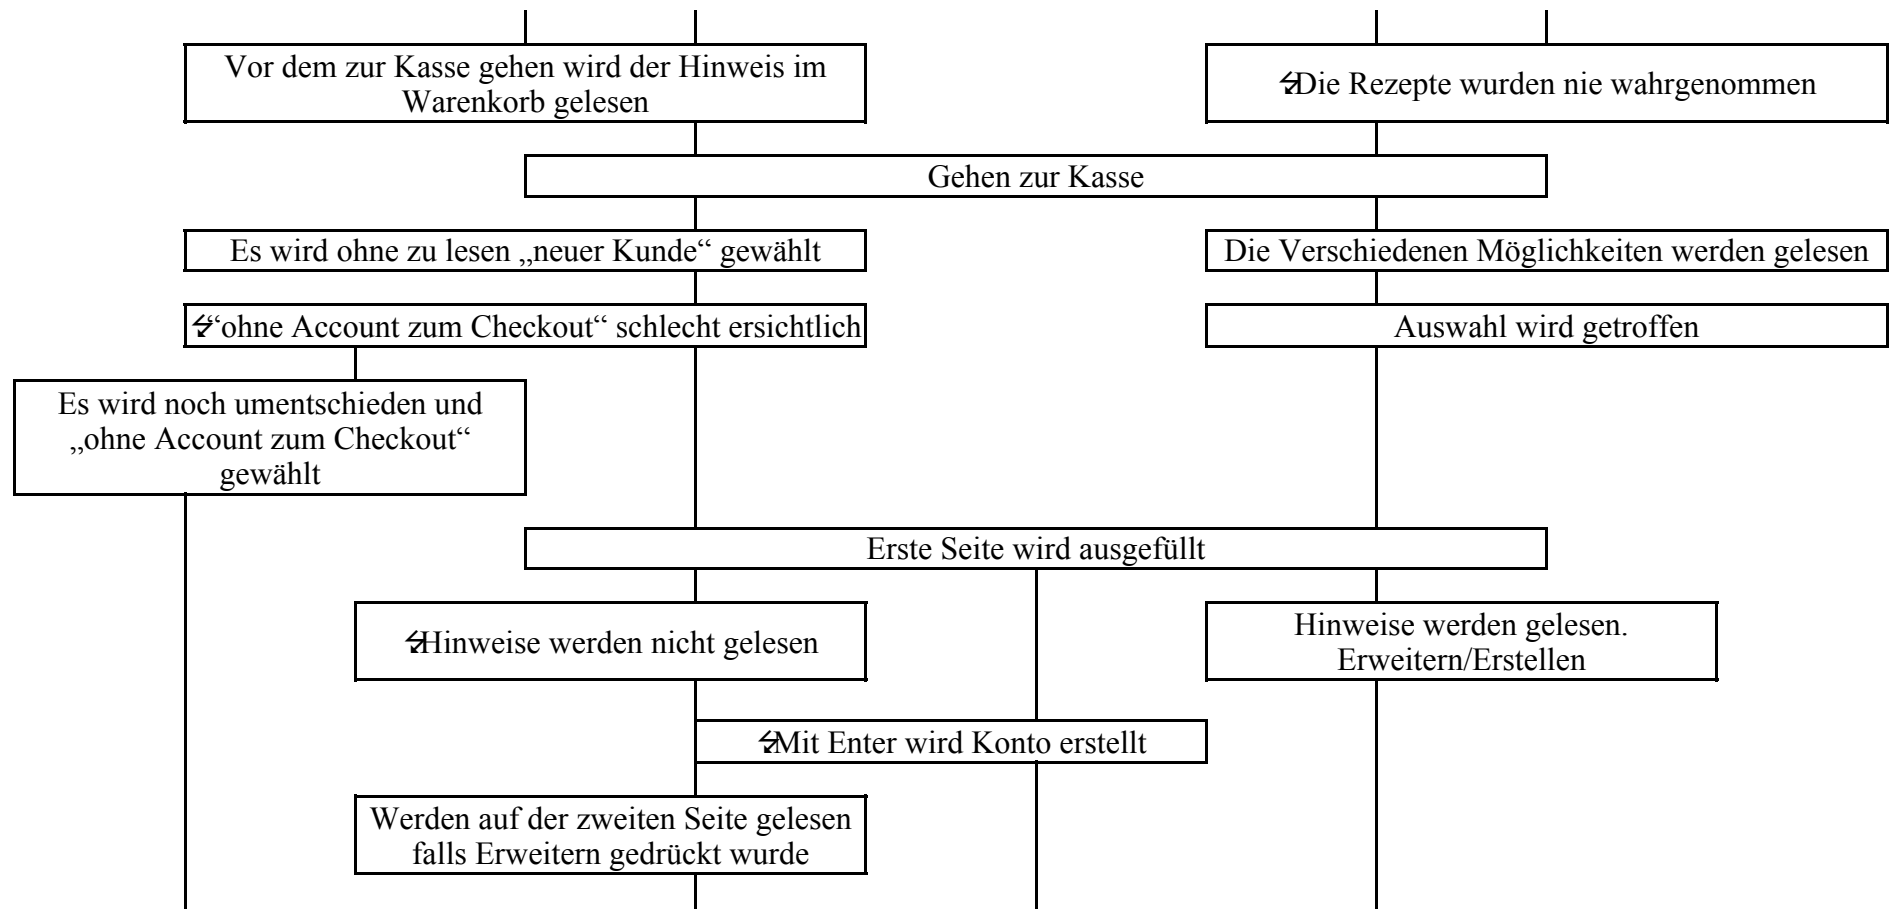 Vor dem zur Kasse gehen wird der Hinweis im
Warenkorb gelesen
Die Rezepte wurden nie wahrgenommen
Gehen zur Kasse
Es wird ohne zu lesen „neuer Kunde“ gewählt
Die Verschiedenen Möglichkeiten werden gelesen
“ohne Account zum Checkout“ schlecht ersichtlich
Auswahl wird getroffen
Es wird noch umentschieden und
„ohne Account zum Checkout“
gewählt
Erste Seite wird ausgefüllt
Hinweise werden nicht gelesen
Hinweise werden gelesen.
Erweitern/Erstellen
Mit Enter wird Konto erstellt
Werden auf der zweiten Seite gelesen
falls Erweitern gedrückt wurde